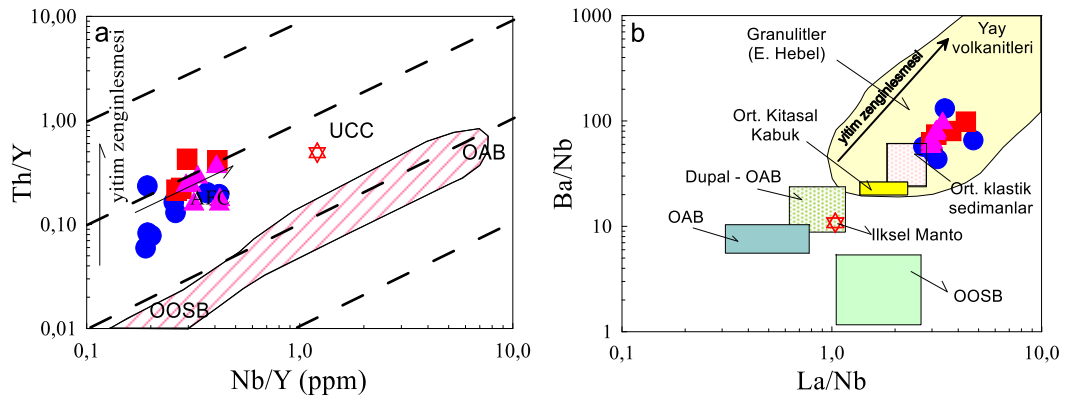 a
10,00
1,00
0,10
0,01
Th/Y
yitim zenginlesmesi
UCC
OAB
AFC
OOSB
0,1
1,0
10,0
Nb/Y (ppm)
b
1000
100
10
1
Ba/Nb
Granulitler
(E. Hebel)
Yay
volkanitleri
yitim zenginlesmesi
Ort. Kitasal
Kabuk
Dupal - OAB
OAB
Ort. klastik
sedimanlar
Ilksel Manto
OOSB
0,1
1,0
10,0
La/Nb